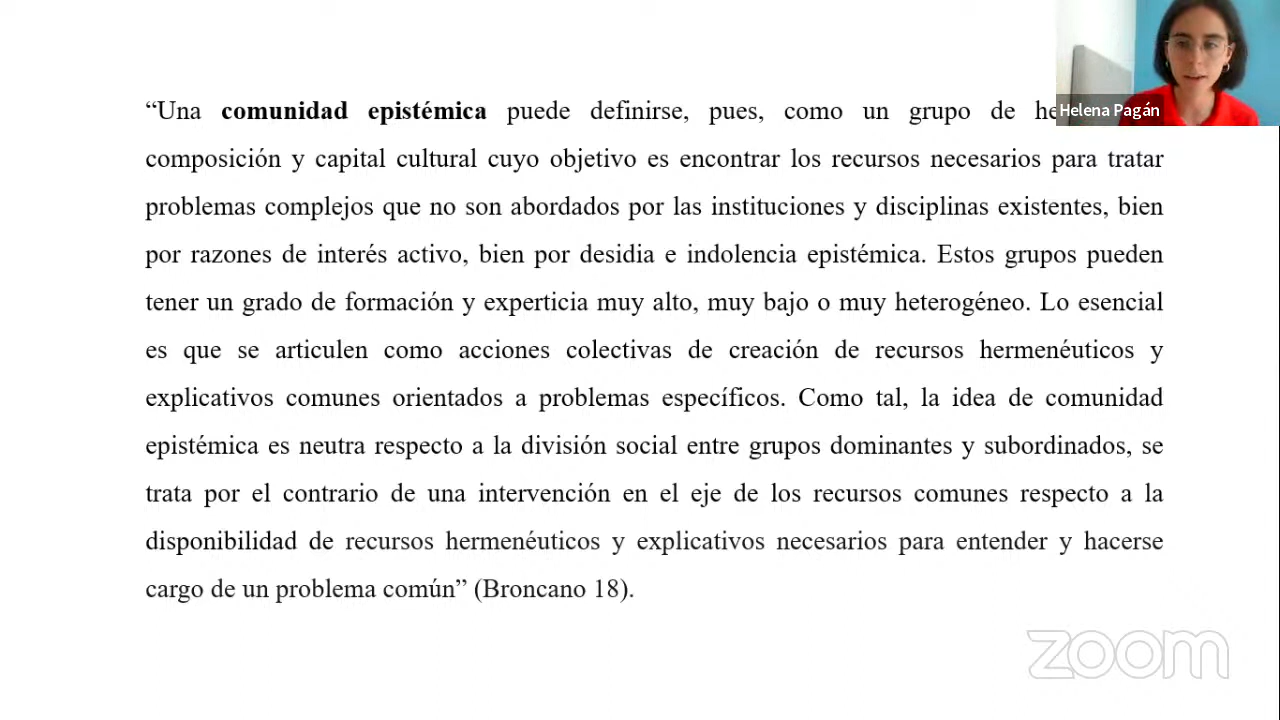 “Una comunidad epistémica puede definirse, pues, como un grupo de
Helena Pagán
composición y capital cultural cuyo objetivo es encontrar los recursos necesarios para tratar
problemas complejos que no son abordados por las instituciones y disciplinas existentes, bien
por razones de interés activo, bien por desidia e indolencia epistémica. Estos grupos pueden
tener un grado de formación y experticia muy alto, muy bajo o muy heterogéneo. Lo esencial
es que se articulen como acciones colectivas de creación de recursos hermenéuticos y
explicativos comunes orientados a problemas específicos. Como tal, la idea de comunidad
epistémica es neutra respecto a la división social entre grupos dominantes y subordinados, se
trata por el contrario de una intervención en el eje de los recursos comunes respecto a la
disponibilidad de recursos hermenéuticos y explicativos necesarios para entender y hacerse
cargo de un problema común” (Broncano 18).
zoom